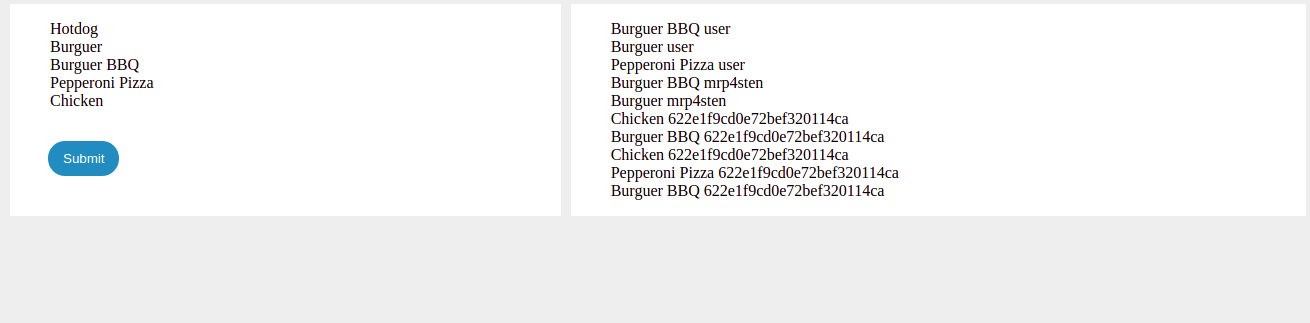 Hotdog
Burguer
Burguer BBQ
Pepperoni Pizza
Chicken
Submit
Burguer BBQ user
Burguer user
Pepperoni Pizza user
Burguer BBQ mrp4sten
Burguer mrp4sten
Chicken 622e1f9cd0e72bef320114ca
Burguer BBQ 622e1f9cd0e72bef320114ca
Chicken 622e1f9cd0e72bef320114ca
Pepperoni Pizza 622e1f9cd0e72bef320114ca
Burguer BBQ 622e1f9cd0e72bef320114ca